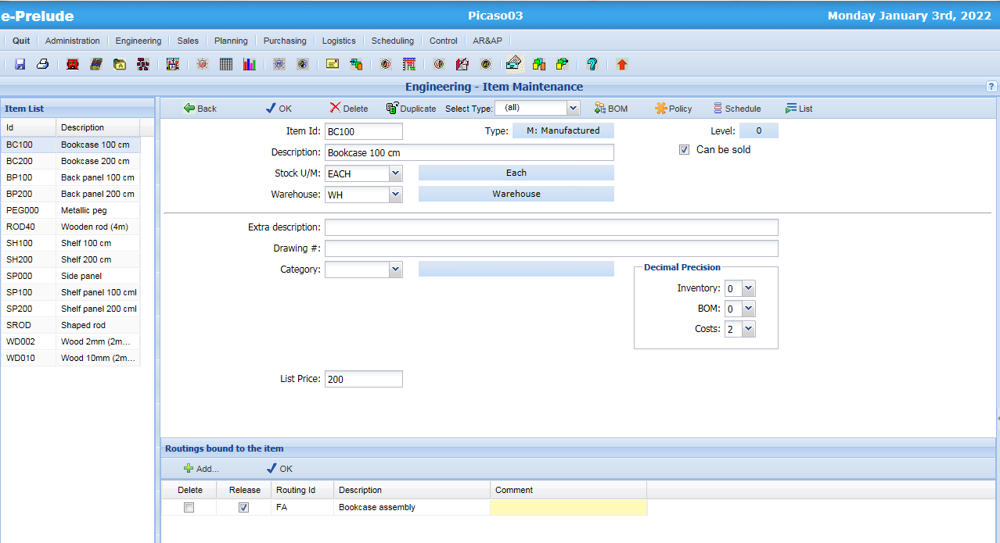 e-Prelude Picaso03 Monday January 3rd, 2022
Quit Administration Engineering Sales Planning Purchasing Logistics Scheduling Control AR&AP
Engineering - Item Maintenance ?
Item List
Id Description
BC100 Bookcase 100 cm
BC200 Bookcase 200 cm
BP100 Back panel 100 cm
BP200 Back panel 200 cm
PEG000 Metallic peg
ROD40 Wooden rod (4m)
SH100 Shelf 100 cm
SH200 Shelf 200 cm
SP000 Side panel
SP100 Shelf panel 100 cml
SP200 Shelf panel 200 cml
SROD Shaped rod
WD002 Wood 2mm (2m...
WD010 Wood 10mm (2m...
Back OK Delete Duplicate Select Type: (all) BOM Policy Schedule List
Item Id: BC100 Type: M: Manufactured Level: 0
Description: Bookcase 100 cm Can be sold
Stock U/M: EACH Each
Warehouse: WH Warehouse
Extra description:
Drawing #:
Category:
Decimal Precision
Inventory: 0
BOM: 0
Costs: 2
List Price: 200
Routings bound to the item
Add... OK
Delete Release Routing Id Description Comment
FA Bookcase assembly